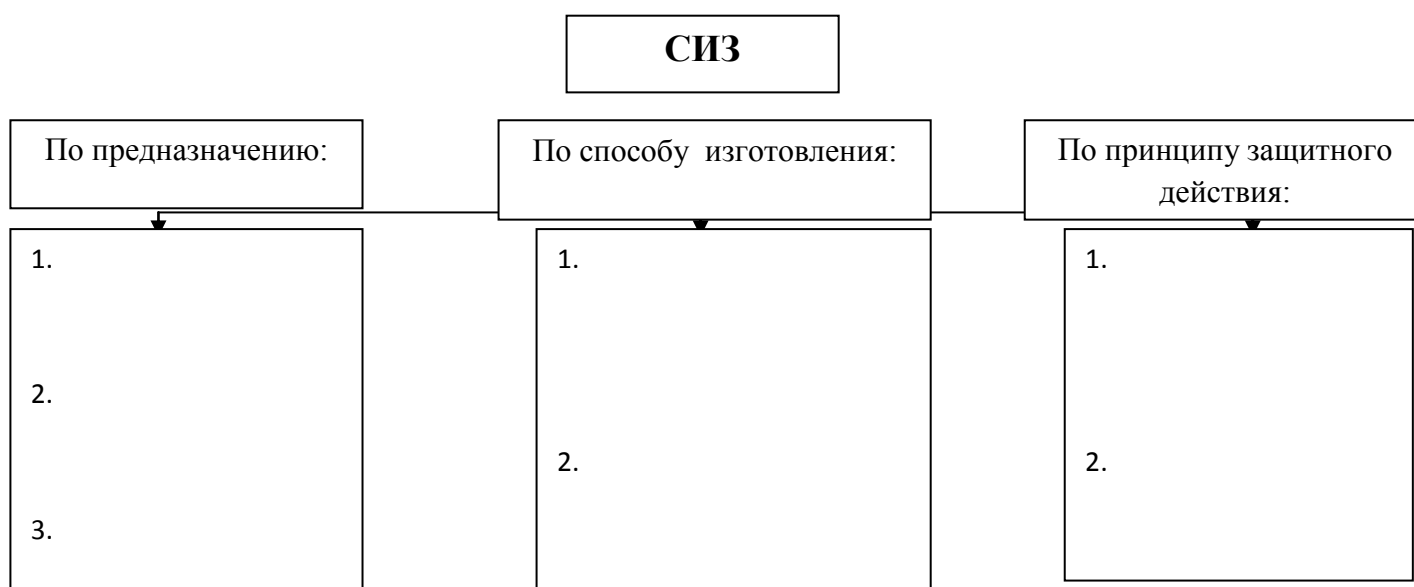 СИЗ
По предназначению:
По способу изготовления:
По принципу защитного
действия:
1.
2.
3.
1.
2.
1.
2.